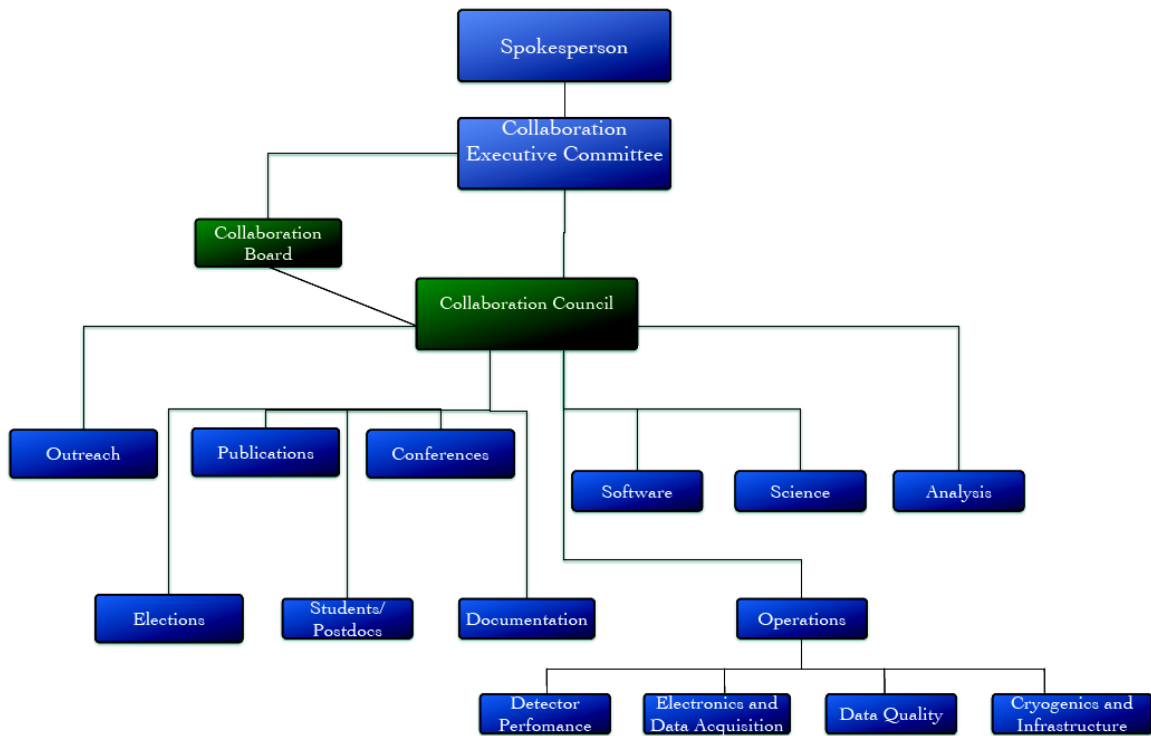 Spokesperson
Collaboration
Executive Committee
Collaboration
Board
Collaboration Council
Outreach
Publications
Conferences
Software
Science
Analysis
Elections
Students/
Postdocs
Documentation
Operations
Detector
Perfomance
Electronics and
Data Acquisition
Data Quality
Cryogenics and
Infrastructure